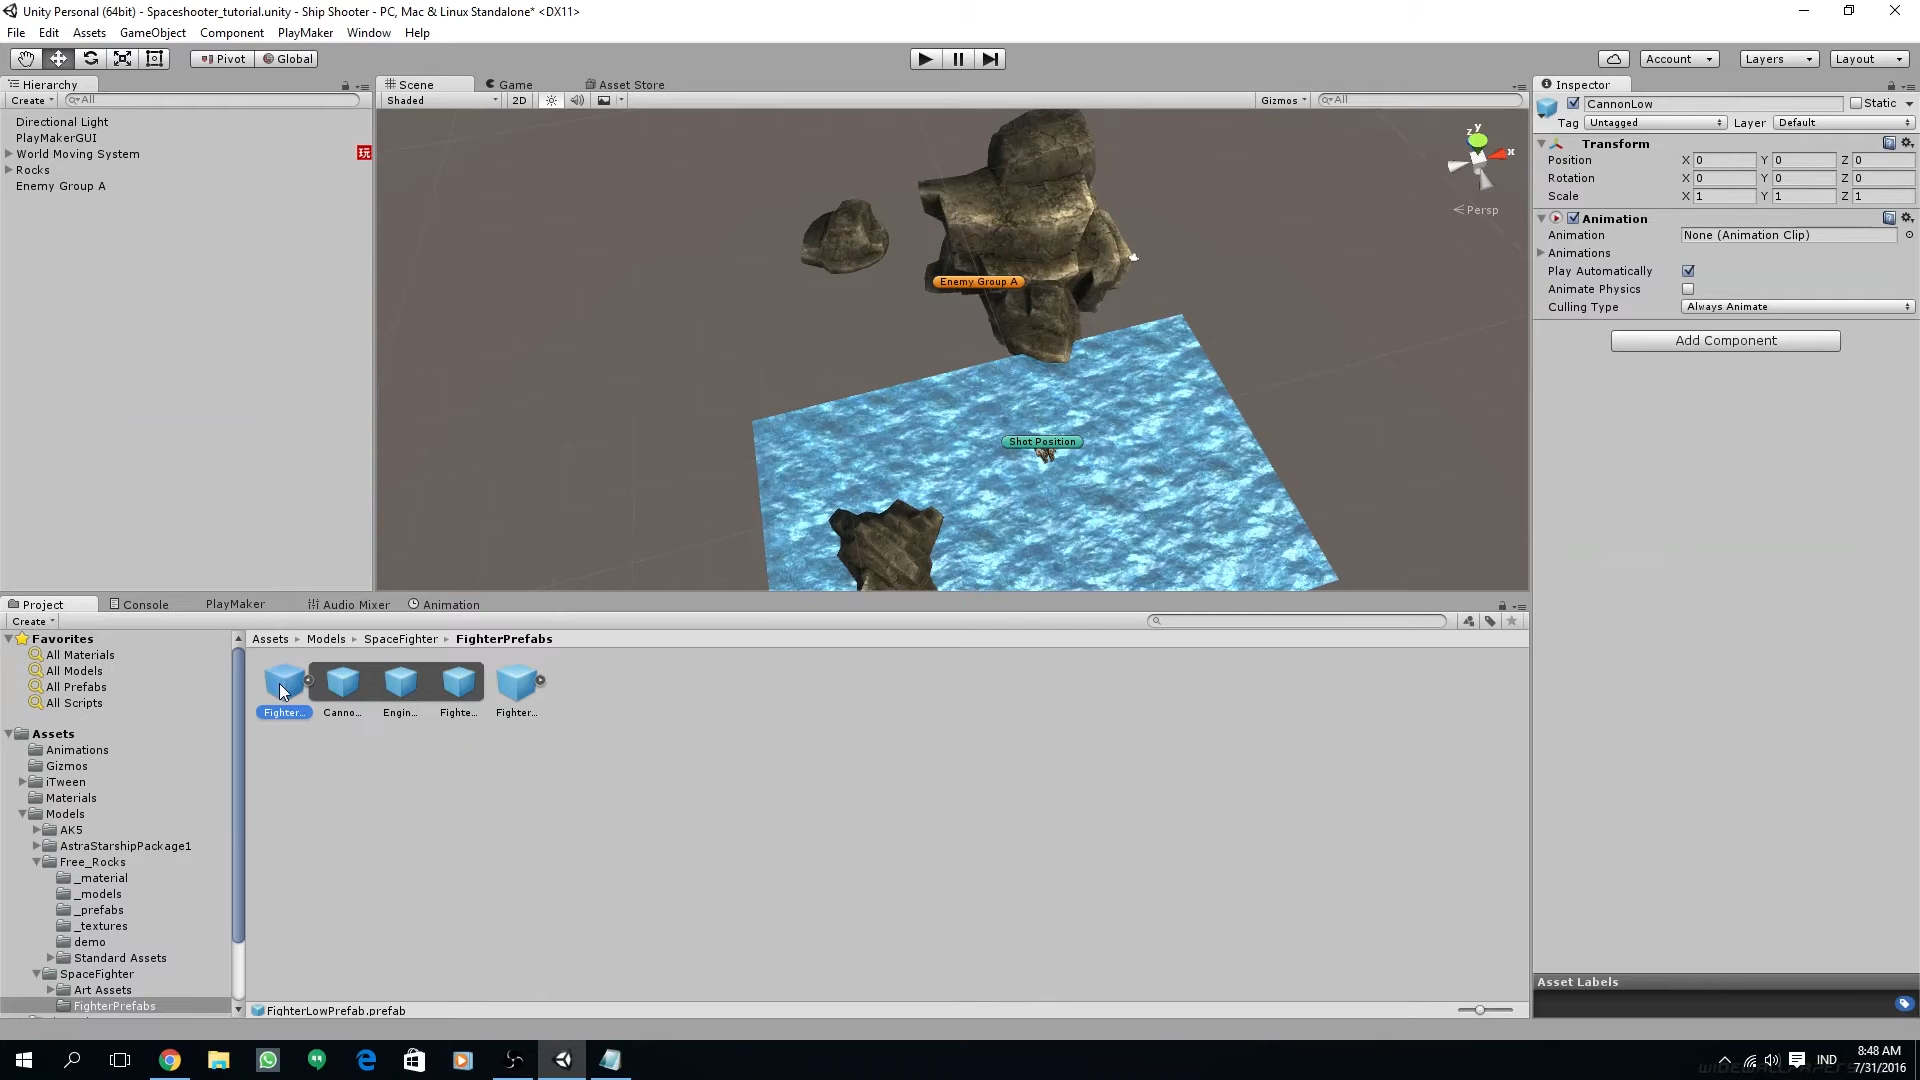 Unity Personal (64bit) - Spaceshooter_tutorial.unity - Ship Shooter - PC, Mac & Linux Standalone* <DX11>
File Edit Assets GameObject Component PlayMaker Window Help
Pivot Global Account Layers Layout
Hierarchy
Create All
Directional Light
PlayMakerGUI
World Moving System 玩
Rocks
Enemy Group A
Scene Game Asset Store
Shaded 2D Gizmos All
y
z
x
Persp
Enemy Group A
Shot Position
Inspector
CannonLow Static
Tag Untagged Layer Default
Transform
Position X 0 Y 0 Z 0
Rotation X 0 Y 0 Z 0
Scale X 1 Y 1 Z 1
Animation
Animation None (Animation Clip)
Animations
Play Automatically
Animate Physics
Culling Type Always Animate
Add Component
Project Console PlayMaker Audio Mixer Animation
Create
Favorites
All Materials
All Models
All Prefabs
All Scripts
Assets
Animations
Gizmos
iTween
Materials
Models
AK5
AstraStarshipPackage1
Free_Rocks
_material
_models
_prefabs
_textures
demo
Standard Assets
SpaceFighter
Art Assets
FighterPrefabs
Assets Models SpaceFighter FighterPrefabs
Fighter... Canno... Engin... Fighte... Fighter...
FighterLowPrefab.prefab
Asset Labels
IND
8:48 AM
7/31/2016